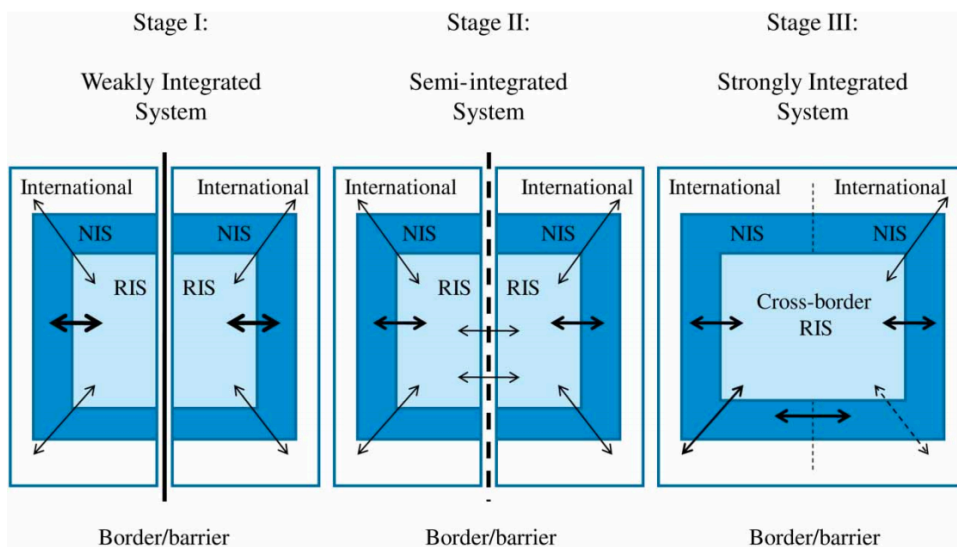 Stage I:
Weakly Integrated
System
International
International
NIS
NIS
RIS
RIS
Border/barrier
Stage II:
Semi-integrated
System
International
International
NIS
NIS
RIS
RIS
Border/barrier
Stage III:
Strongly Integrated
System
International
International
NIS
NIS
Cross-border
RIS
Border/barrier